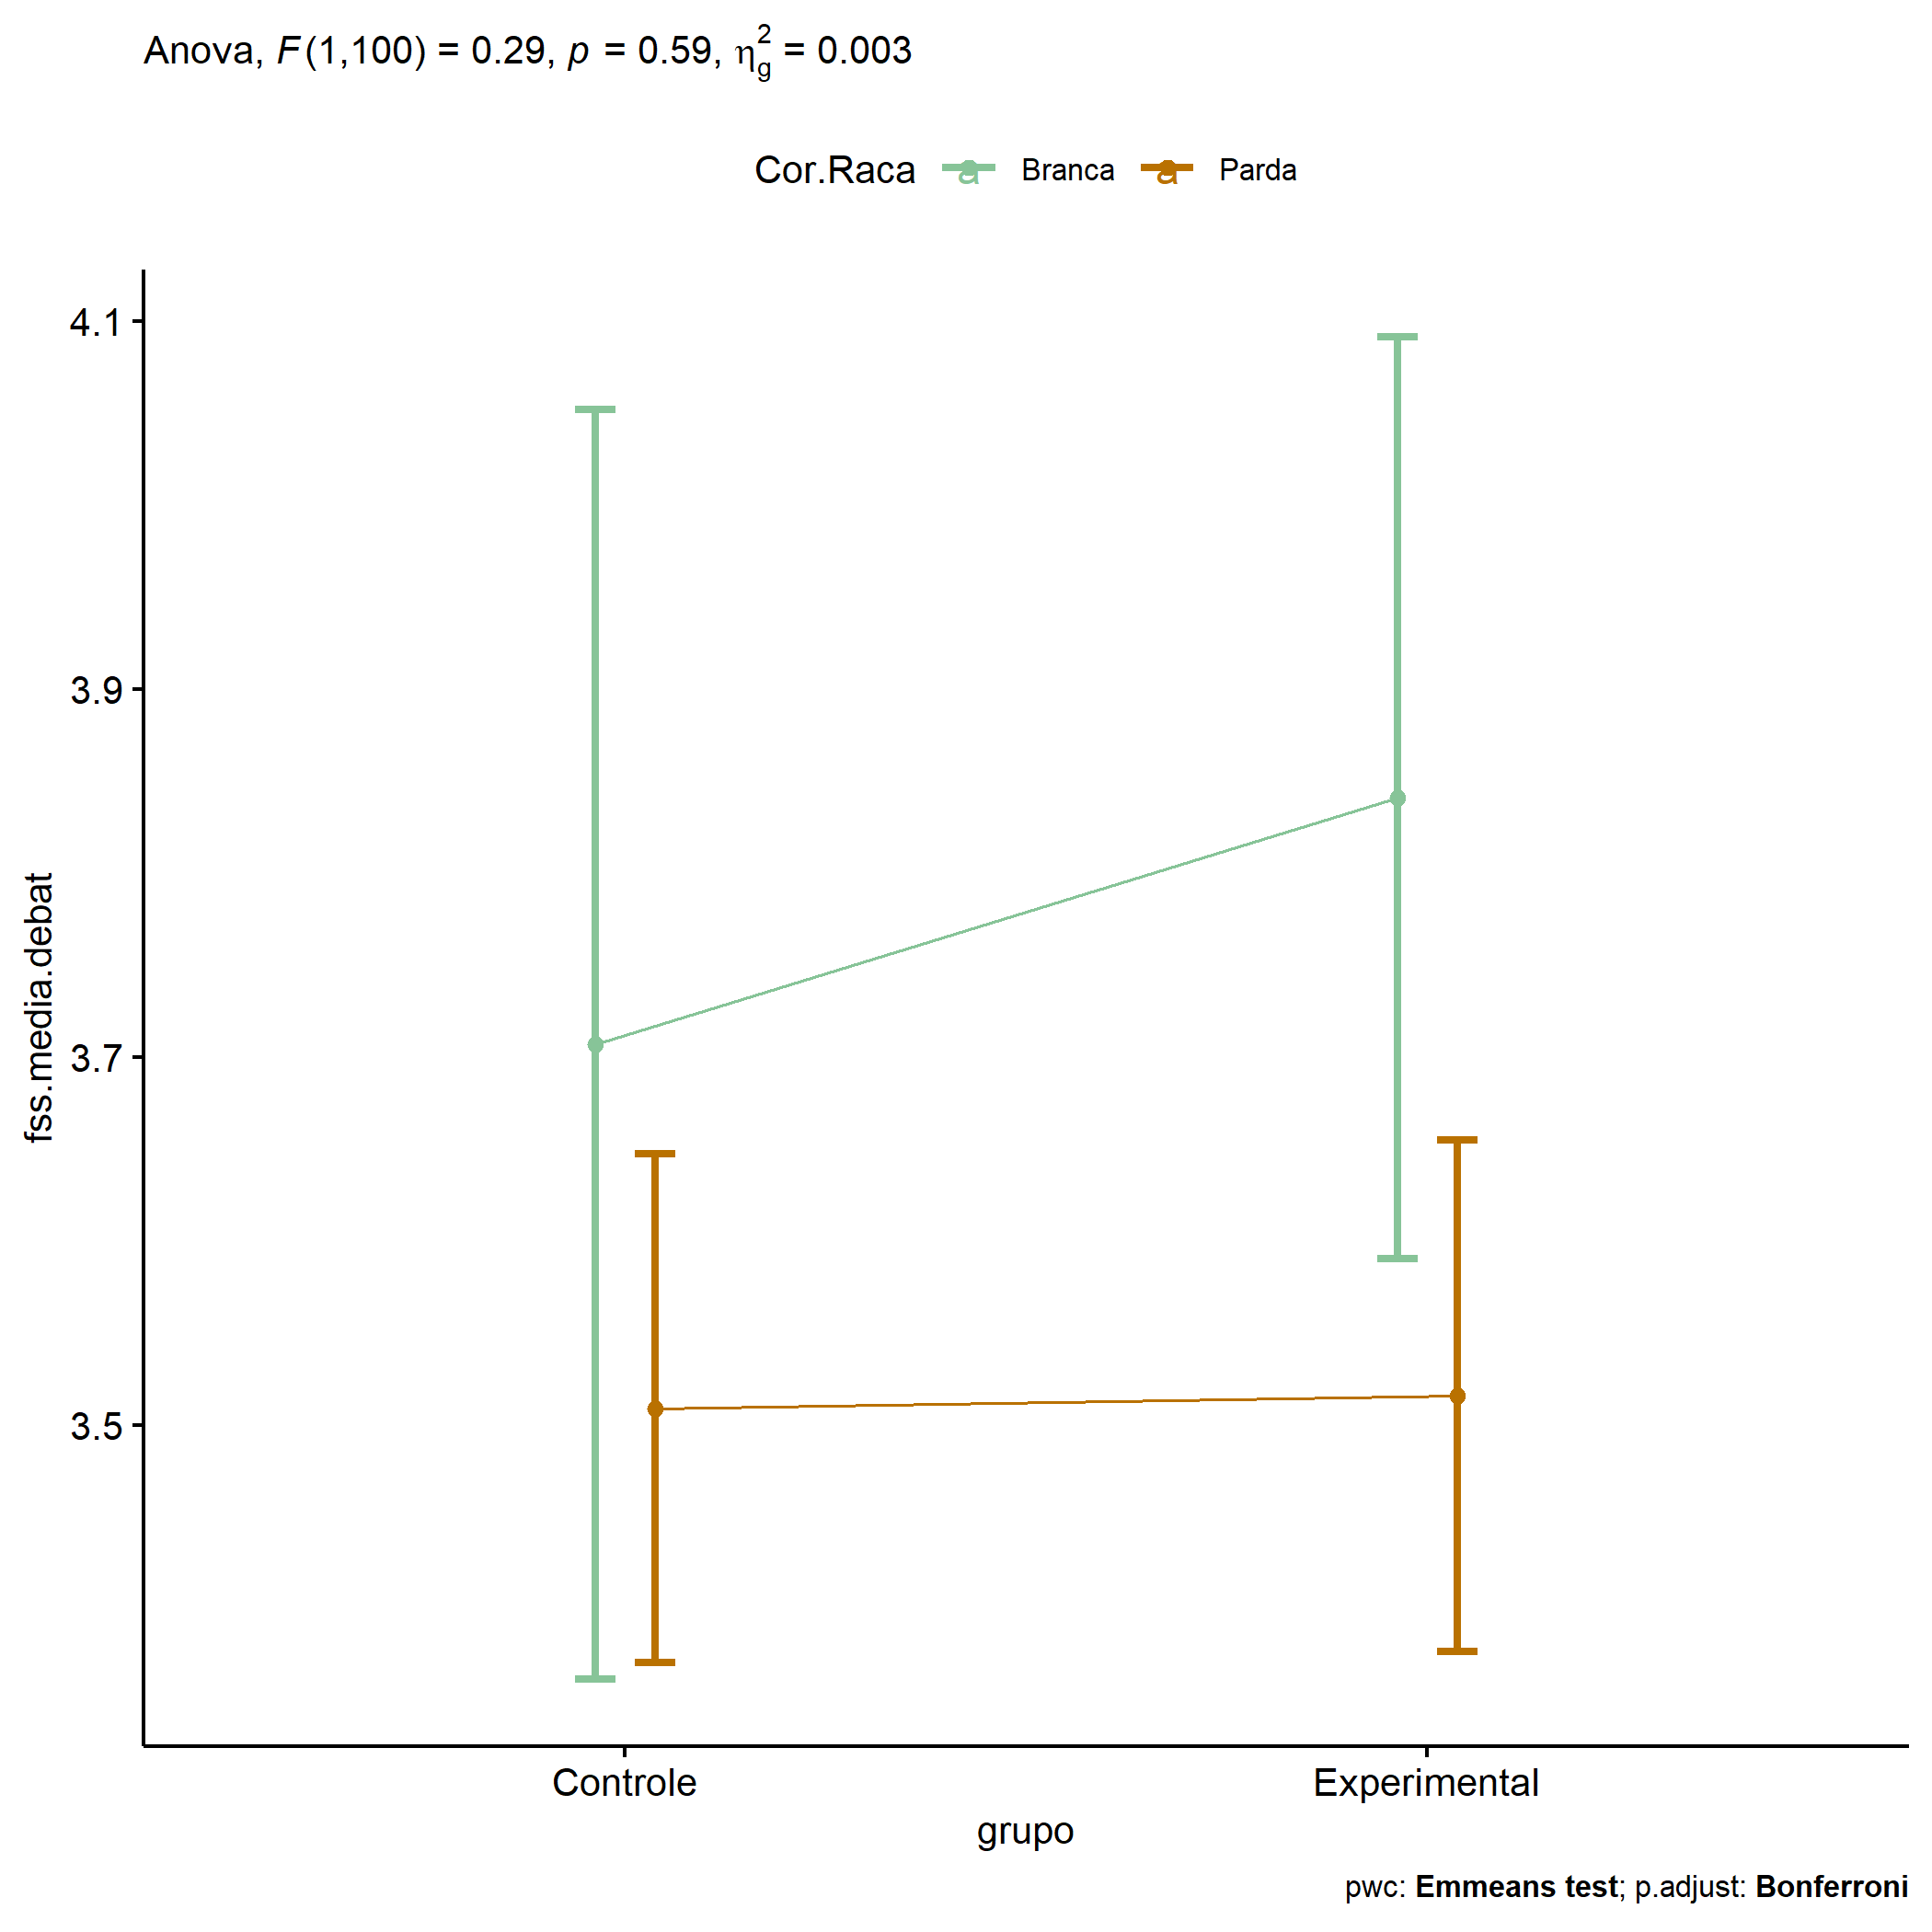 Anova, F(1,100) = 0.29, p = 0.59, η²g = 0.003
Cor.Raca a Branca a Parda
4.1
3.9
3.7
3.5
fss.media.debat
Controle Experimental
grupo
pwc: Emmeans test; p.adjust: Bonferroni